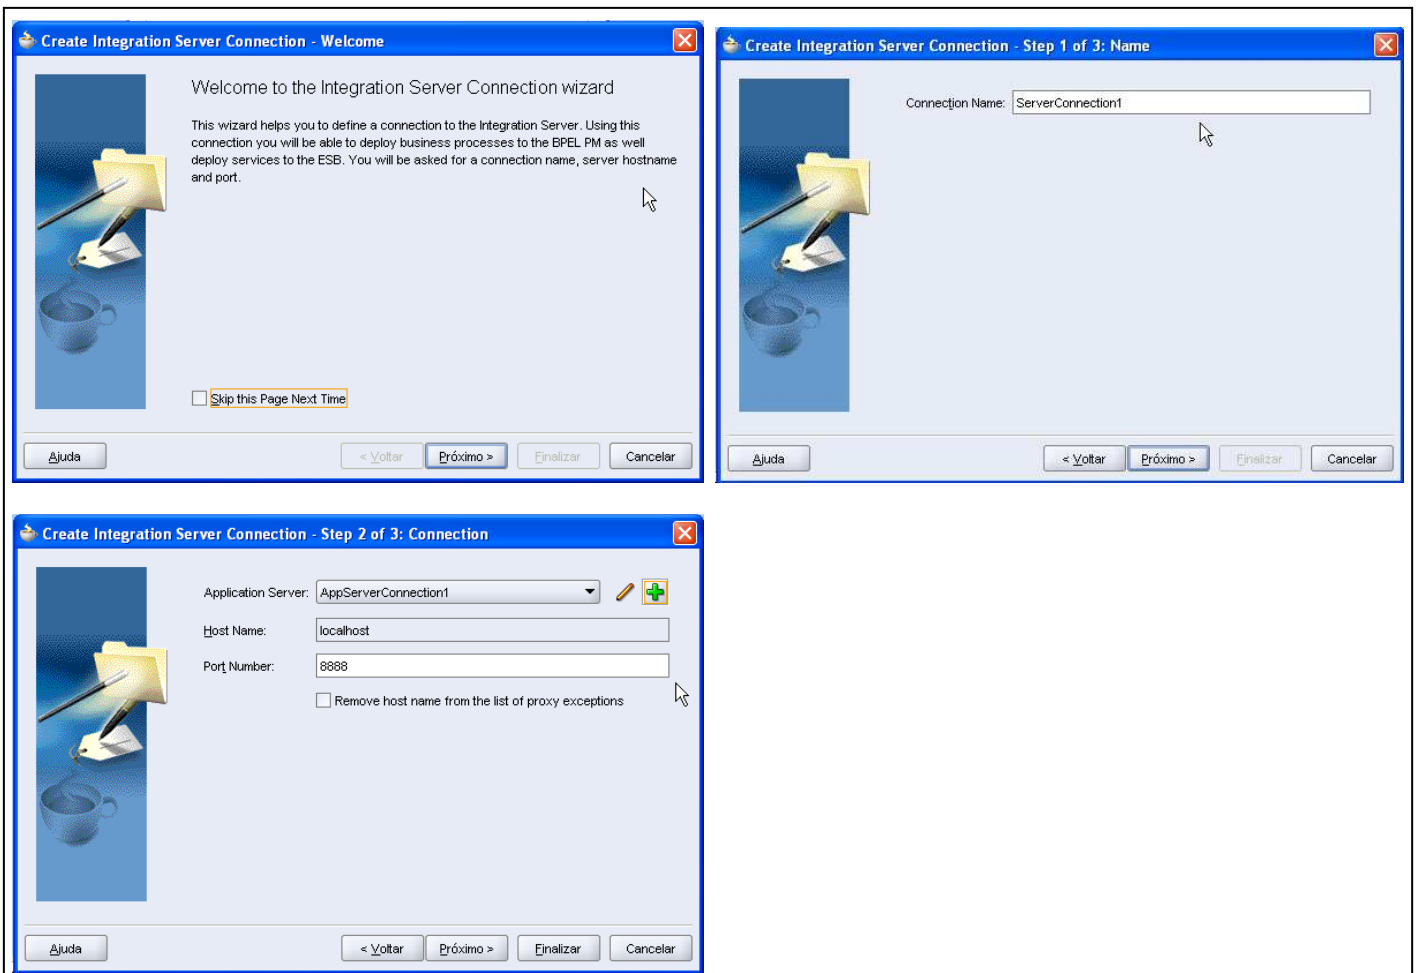 Create Integration Server Connection - Welcome
Welcome to the Integration Server Connection wizard
This wizard helps you to define a connection to the Integration Server. Using this
connection you will be able to deploy business processes to the BPEL PM as well
deploy services to the ESB. You will be asked for a connection name, server hostname
and port.
Skip this Page Next Time
Ajuda
< Voltar
Próximo >
Finalizar
Cancelar
Create Integration Server Connection - Step 1 of 3: Name
Connection Name: ServerConnection1
Ajuda
< Voltar
Próximo >
Finalizar
Cancelar
Create Integration Server Connection - Step 2 of 3: Connection
Application Server: AppServerConnection1
Host Name: localhost
Port Number: 8888
Remove host name from the list of proxy exceptions
Ajuda
< Voltar
Próximo >
Finalizar
Cancelar